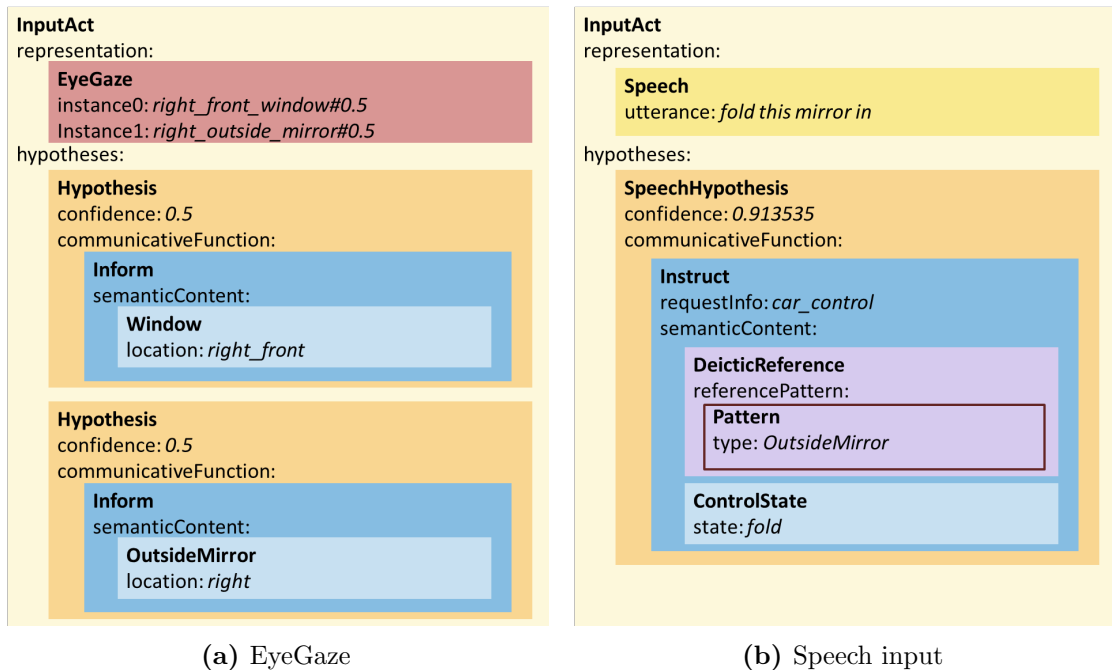 InputAct
representation:
EyeGaze
instance0: right_front_window#0.5
Instance1: right_outside_mirror#0.5
hypotheses:
Hypothesis
confidence: 0.5
communicativeFunction:
Inform
semanticContent:
Window
location: right_front
Hypothesis
confidence: 0.5
communicativeFunction:
Inform
semanticContent:
OutsideMirror
location: right
(a) EyeGaze
InputAct
representation:
Speech
utterance: fold this mirror in
hypotheses:
SpeechHypothesis
confidence: 0.913535
communicativeFunction:
Instruct
requestInfo: car_control
semanticContent:
DeicticReference
referencePattern:
Pattern
type: OutsideMirror
ControlState
state: fold
(b) Speech input